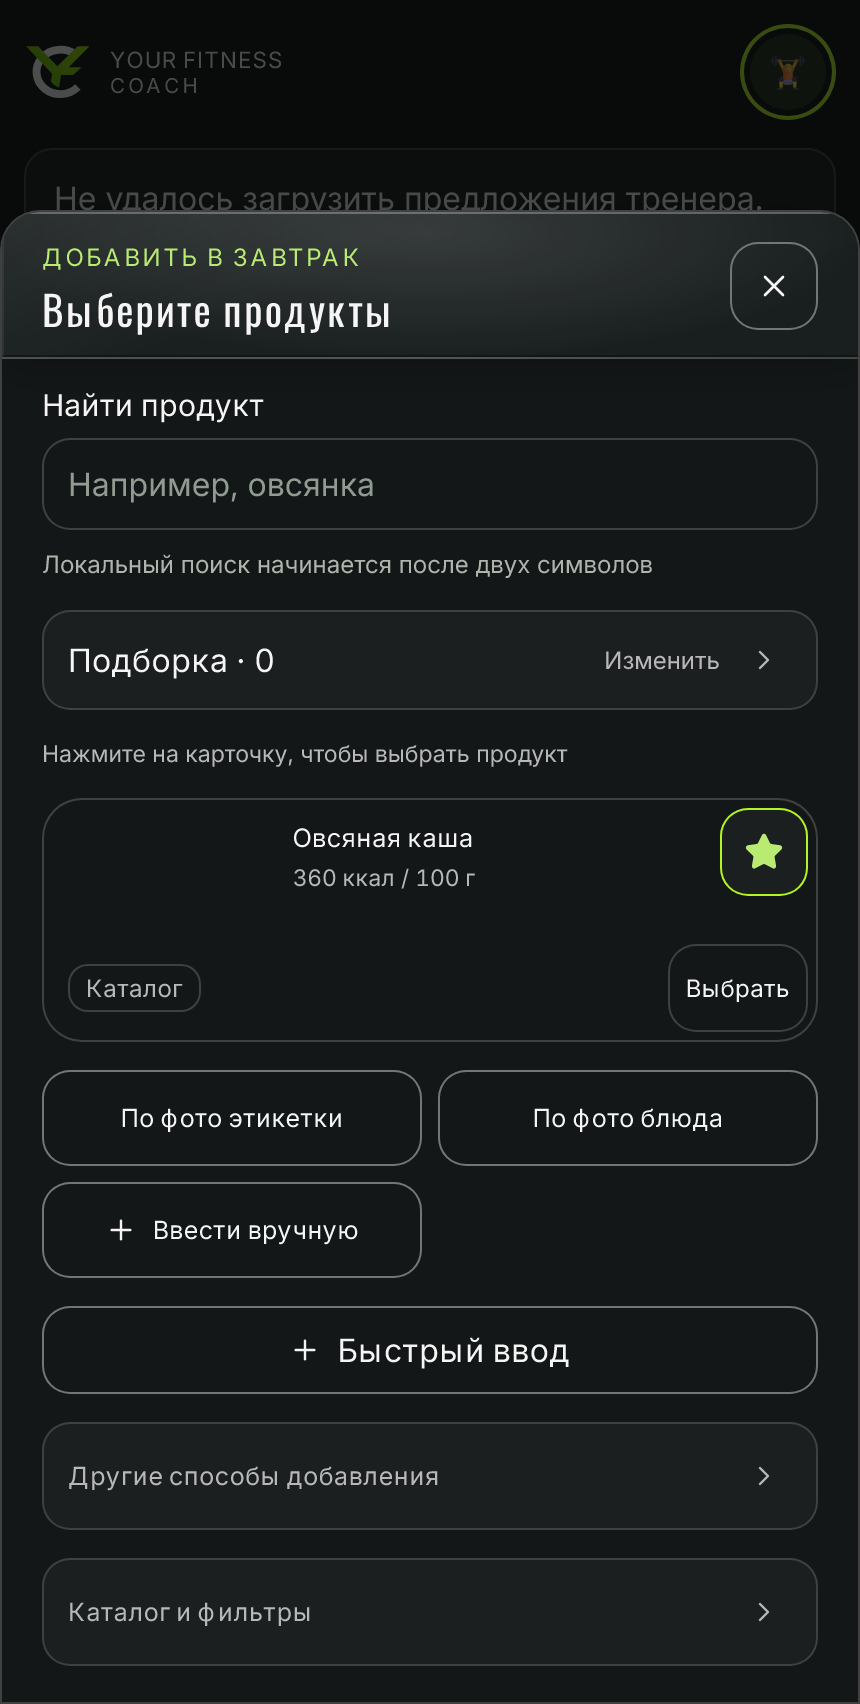 YOUR FITNESS
COACH
Не удалось загрузить предложения тренера.
ДОБАВИТЬ В ЗАВТРАК
Выберите продукты
Найти продукт
Например, овсянка
Локальный поиск начинается после двух символов
Подборка · 0
Изменить
Нажмите на карточку, чтобы выбрать продукт
Овсяная каша
360 ккал / 100 г
Каталог
Выбрать
По фото этикетки
По фото блюда
Ввести вручную
Быстрый ввод
Другие способы добавления
Каталог и фильтры